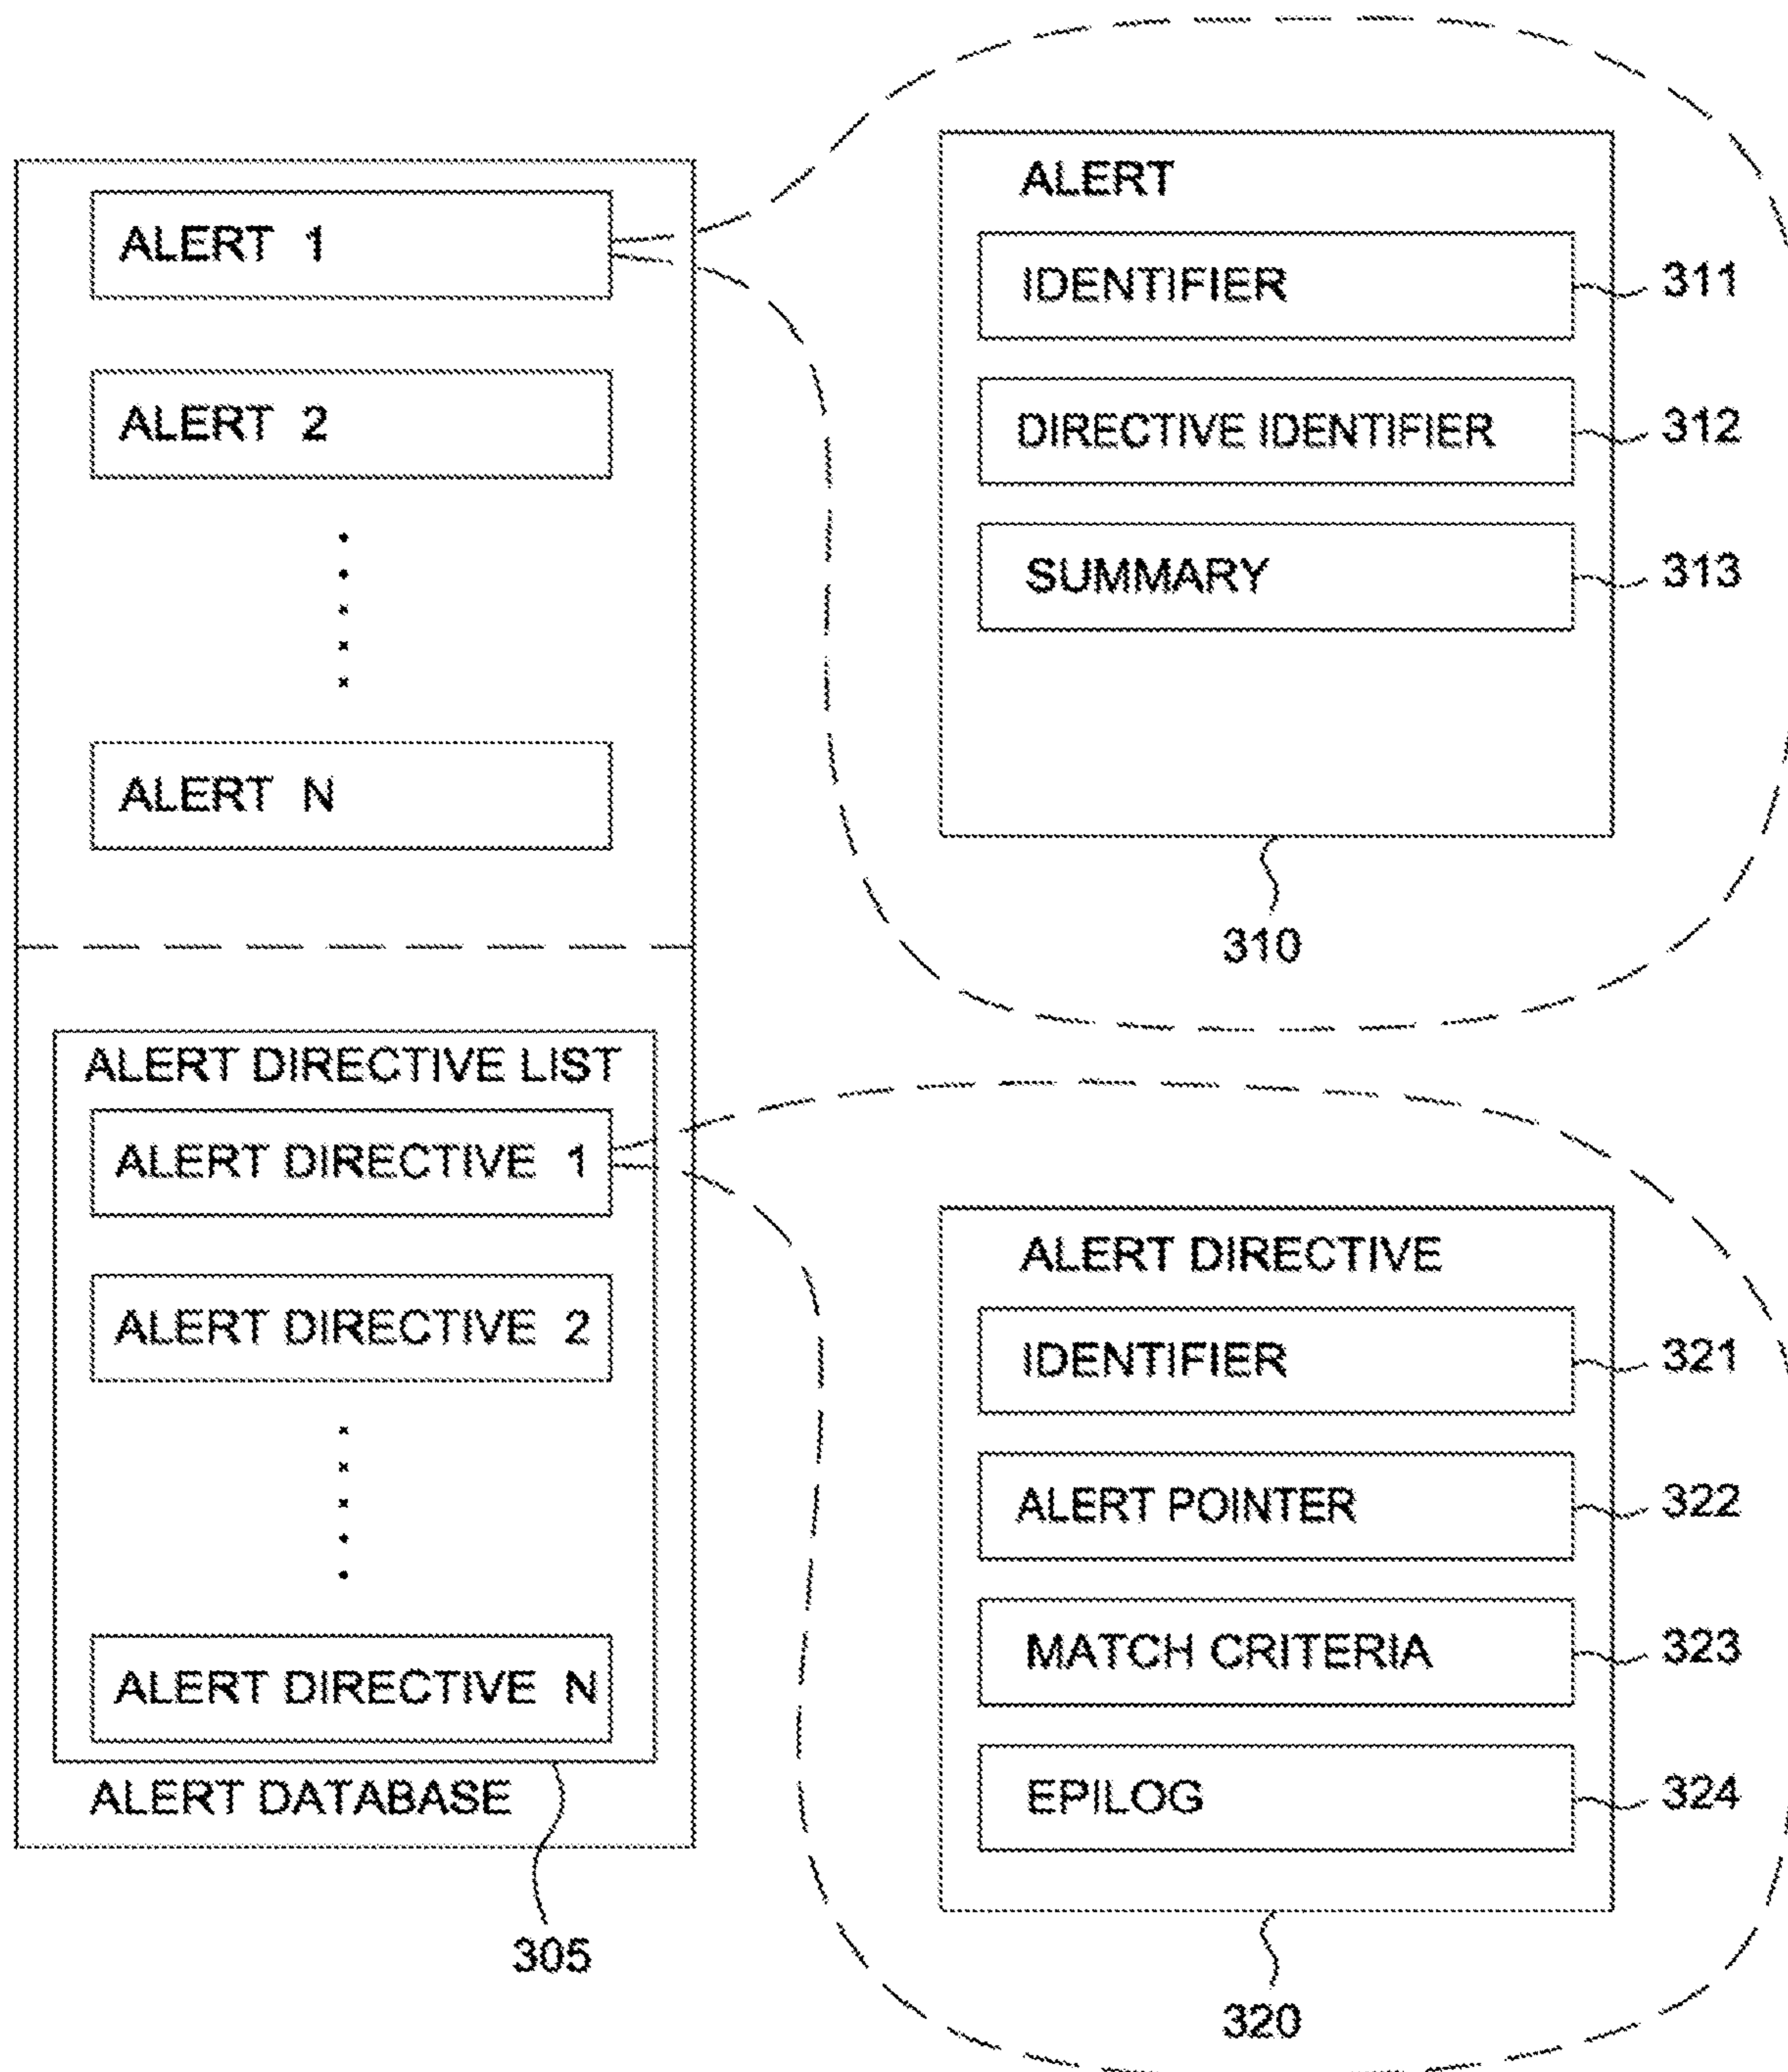 ALERT 1
ALERT 2
ALERT N
ALERT DIRECTIVE LIST
ALERT DIRECTIVE 1
ALERT DIRECTIVE 2
ALERT DIRECTIVE N
ALERT DATABASE
305
ALERT
IDENTIFIER
311
DIRECTIVE IDENTIFIER
312
SUMMARY
313
310
ALERT DIRECTIVE
IDENTIFIER
321
ALERT POINTER
322
MATCH CRITERIA
323
EPILOG
324
320